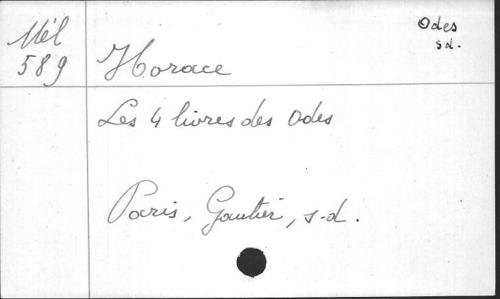 Mél
589
Odes
s.d.
Horace
Les 4 livres des Odes
Paris, Gautier, s.d.